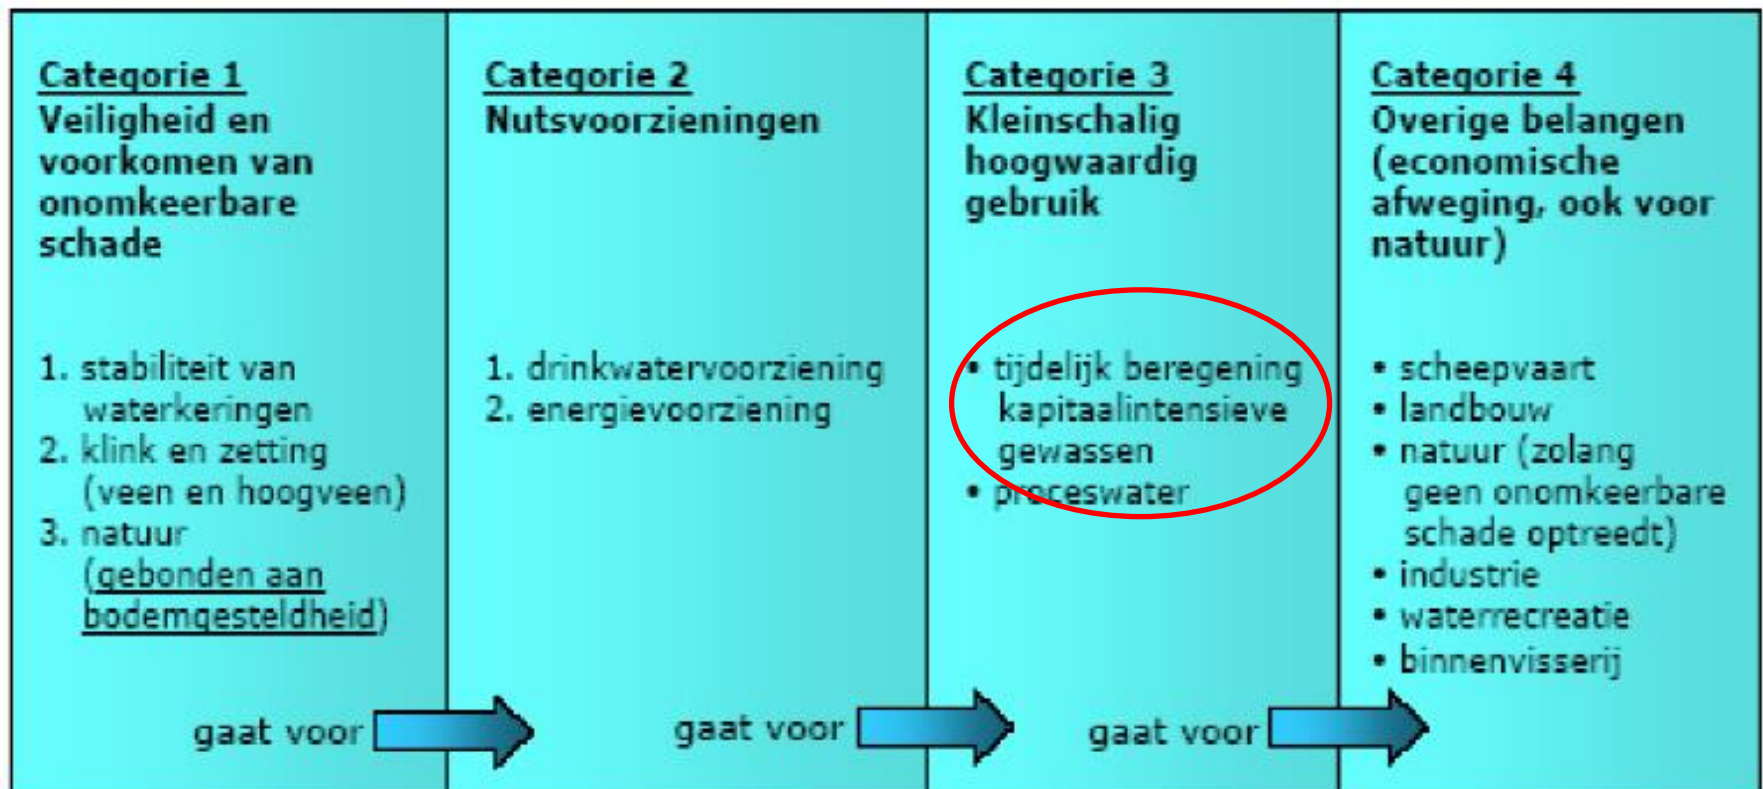 Categorie 1
Veiligheid en
voorkomen van
onomkeerbare
schade
1. stabiliteit van
waterkeringen
2. klink en zetting
(veen en hoogveen)
3. natuur
(gebonden aan
bodemgesteldheid)
gaat voor
Categorie 2
Nutsvoorzieningen
1. drinkwatervoorziening
2. energievoorziening
gaat voor
Categorie 3
Kleinschalig
hoogwaardig
gebruik
• tijdelijk beregening
kapitaalintensieve
gewassen
• proceswater
gaat voor
Categorie 4
Overige belangen
(economische
afweging, ook voor
natuur)
• scheepvaart
• landbouw
• natuur (zolang
geen onomkeerbare
schade optreedt)
• industrie
• waterrecreatie
• binnenvisserij